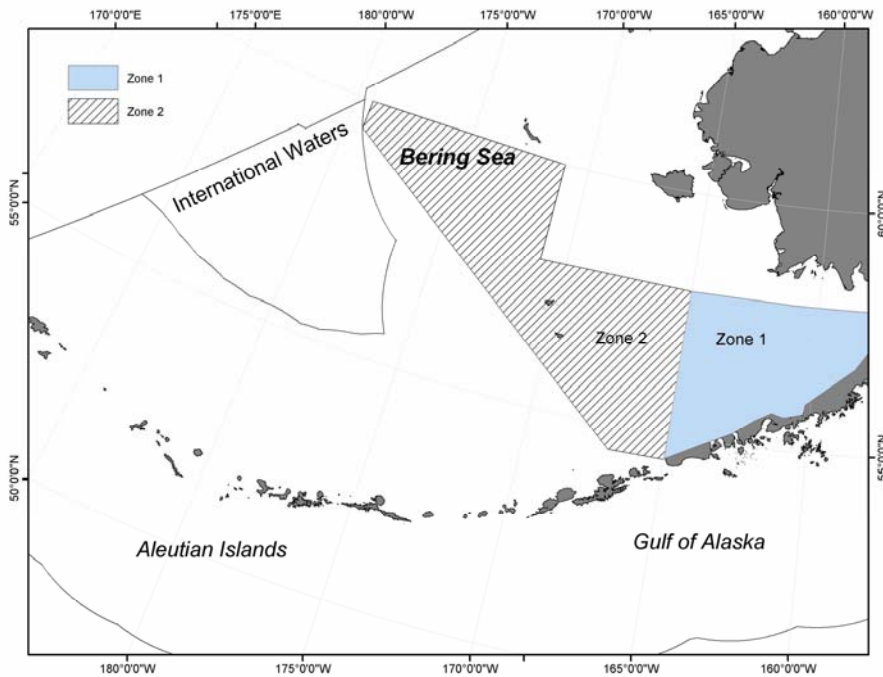 170°0'0"E 175°0'0"E 180°0'0"W 175°0'0"W 170°0'0"W 165°0'0"W 160°0'0"W
Zone 1
Zone 2
International Waters
Bering Sea
55°0'0"N
60°0'0"N
Zone 2
Zone 1
50°0'0"N
55°0'0"N
Aleutian Islands
Gulf of Alaska
180°0'0"W 175°0'0"W 170°0'0"W 165°0'0"W 160°0'0"W